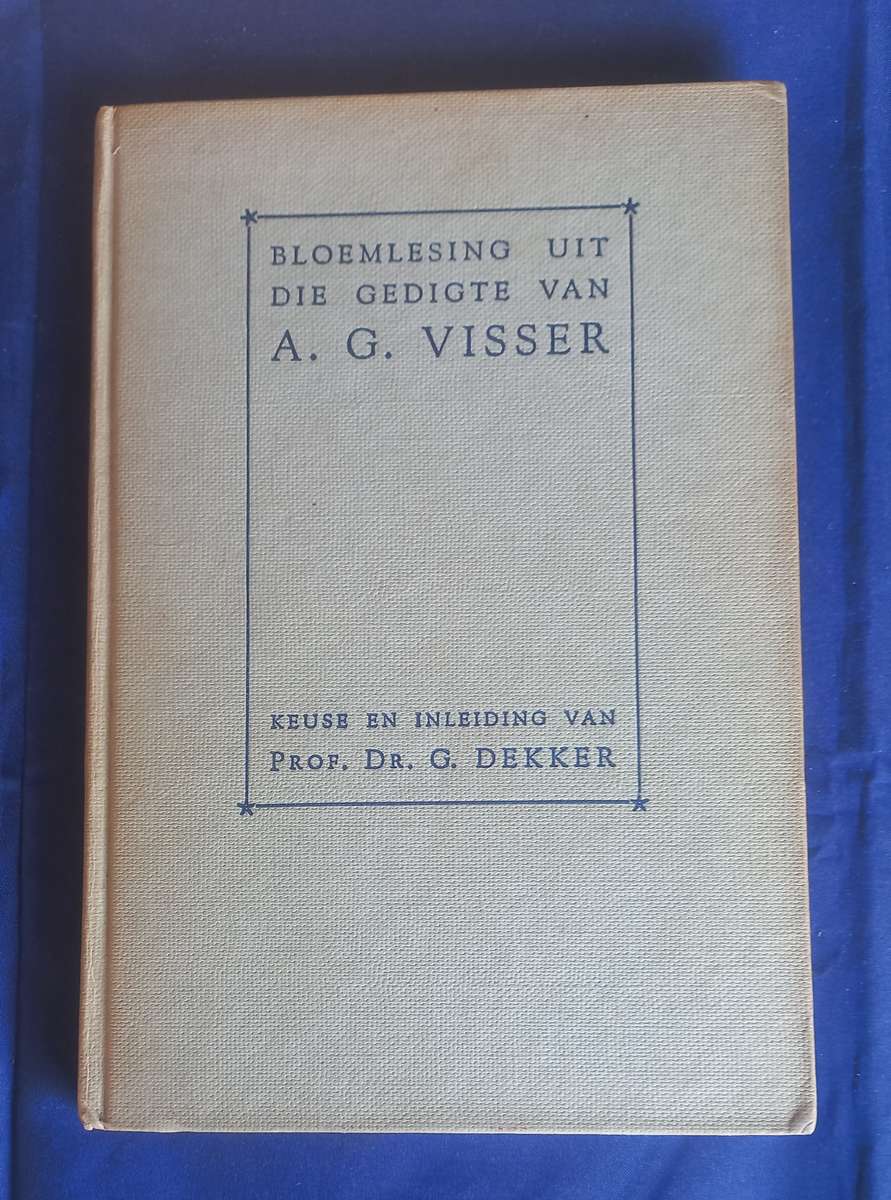 BLOEMLESING UIT
DIE GEDIGTE VAN
A. G. VISSER
KEUSE EN INLEIDING VAN
PROF. DR. G. DEKKER